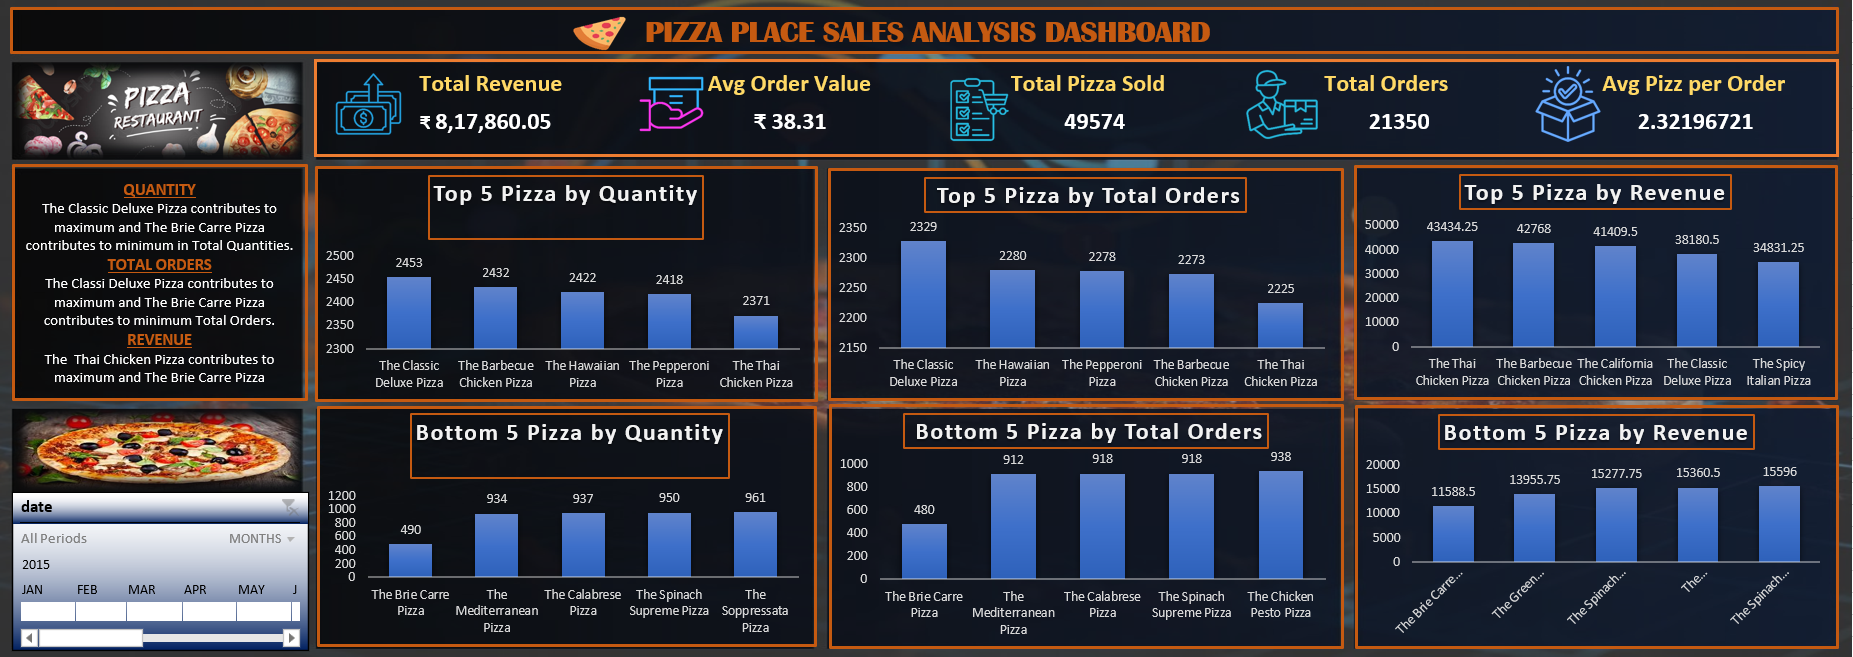 PIZZA PLACE SALES ANALYSIS DASHBOARD
PIZZA
RESTAURANT
Total Revenue
₹ 8,17,860.05
Avg Order Value
₹ 38.31
Total Pizza Sold
49574
Total Orders
21350
Avg Pizz per Order
2.32196721
QUANTITY
The Classic Deluxe Pizza contributes to
maximum and The Brie Carre Pizza
contributes to minimum in Total Quantities.
TOTAL ORDERS
The Classi Deluxe Pizza contributes to
maximum and The Brie Carre Pizza
contributes to minimum Total Orders.
REVENUE
The  Thai Chicken Pizza contributes to
maximum and The Brie Carre Pizza
Top 5 Pizza by Quantity
2500
2450
2400
2350
2300
2453
2432
2422
2418
2371
The Classic
Deluxe Pizza
The Barbecue
Chicken Pizza
The Hawaiian
Pizza
The Pepperoni
Pizza
The Thai
Chicken Pizza
Top 5 Pizza by Total Orders
2350
2300
2250
2200
2150
2329
2280
2278
2273
2225
The Classic
Deluxe Pizza
The Hawaiian
Pizza
The Pepperoni
Pizza
The Barbecue
Chicken Pizza
The Thai
Chicken Pizza
Top 5 Pizza by Revenue
50000
40000
30000
20000
10000
0
43434.25
42768
41409.5
38180.5
34831.25
The Thai
Chicken Pizza
The Barbecue
Chicken Pizza
The California
Chicken Pizza
The Classic
Deluxe Pizza
The Spicy
Italian Pizza
date
All Periods
MONTHS
2015
JAN FEB MAR APR MAY J
Bottom 5 Pizza by Quantity
1200
1000
800
600
400
200
0
490
934
937
950
961
The Brie Carre
Pizza
The
Mediterranean
Pizza
The Calabrese
Pizza
The Spinach
Supreme Pizza
The
Soppressata
Pizza
Bottom 5 Pizza by Total Orders
1000
800
600
400
200
0
480
912
918
918
938
The Brie Carre
Pizza
The
Mediterranean
Pizza
The Calabrese
Pizza
The Spinach
Supreme Pizza
The Chicken
Pesto Pizza
Bottom 5 Pizza by Revenue
20000
15000
10000
5000
0
11588.5
13955.75
15277.75
15360.5
15596
The Brie Carre...
The Green...
The Spinach...
The...
The Spinach...